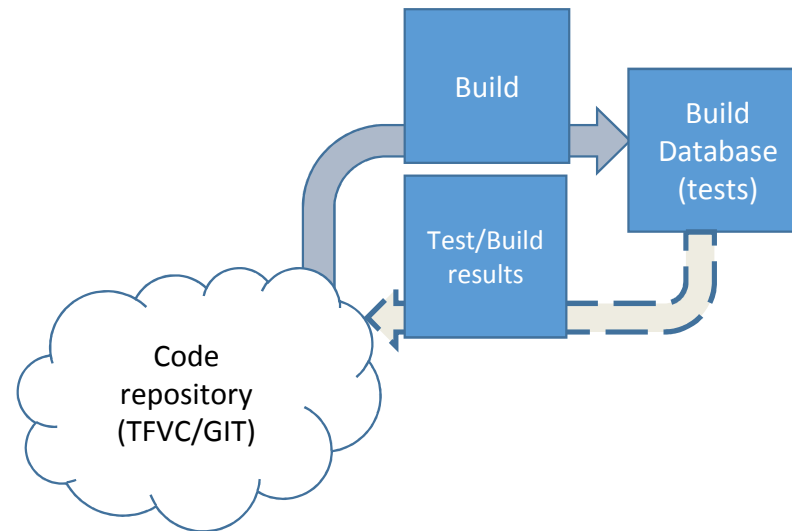 Build
Build
Database
(tests)
Test/Build
results
Code
repository
(TFVC/GIT)